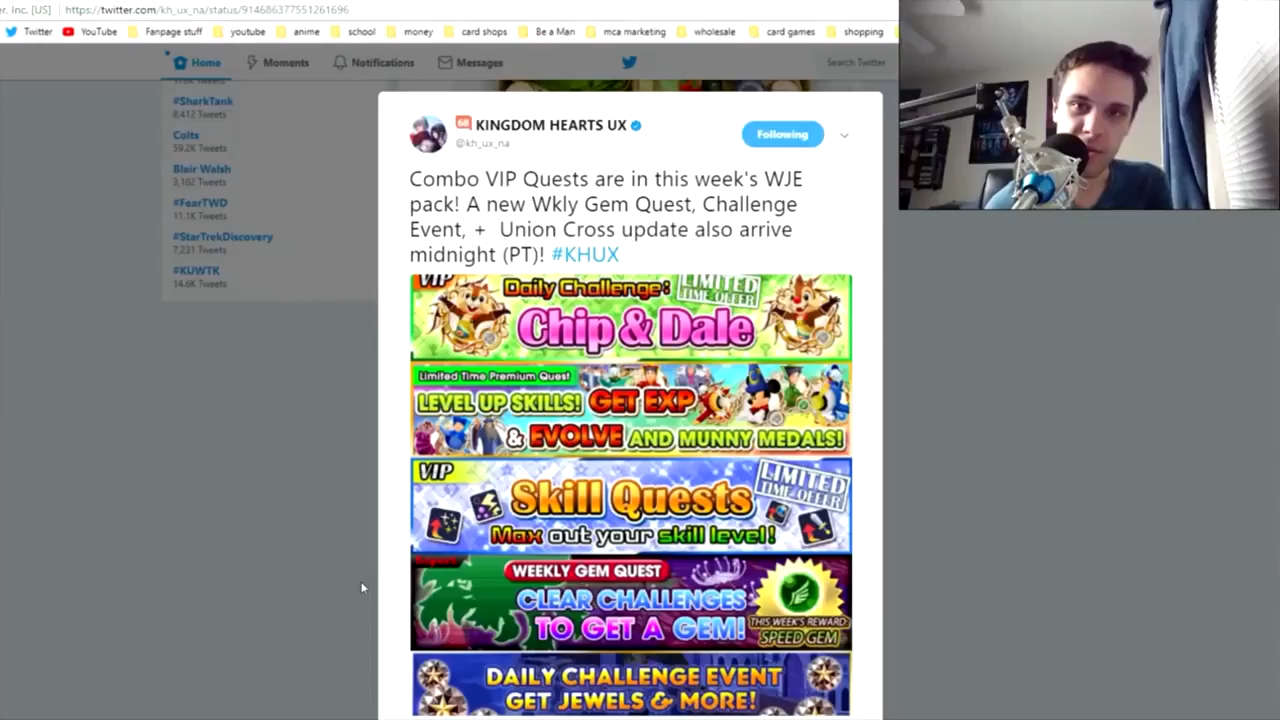 er. Inc. [US] | https://twitter.com/kh_ux_na/status/914686377551261696
Twitter YouTube Fanpage stuff youtube anime school money card shops Be a Man mca marketing wholesale card games shopping
Home Moments Notifications Messages Search Twitter
#SharkTank
8,412 Tweets
Colts
59.2K Tweets
Blair Walsh
3,102 Tweets
#FearTWD
11.1K Tweets
#StarTrekDiscovery
7,231 Tweets
#KUWTK
14.6K Tweets
KINGDOM HEARTS UX
@kh_ux_na
Following
Combo VIP Quests are in this week's WJE
pack! A new Wkly Gem Quest, Challenge
Event, + Union Cross update also arrive
midnight (PT)! #KHUX
VIP
Daily Challenge:
LIMITED
TIME OFFER
Chip & Dale
Limited Time Premium Quest
LEVEL UP SKILLS! GET EXP
& EVOLVE AND MUNNY MEDALS!
VIP
LIMITED
TIME OFFER
Skill Quests
Max out your skill level!
WEEKLY GEM QUEST
CLEAR CHALLENGES
TO GET A GEM!
THIS WEEK'S REWARD:
SPEED GEM
DAILY CHALLENGE EVENT
GET JEWELS & MORE!